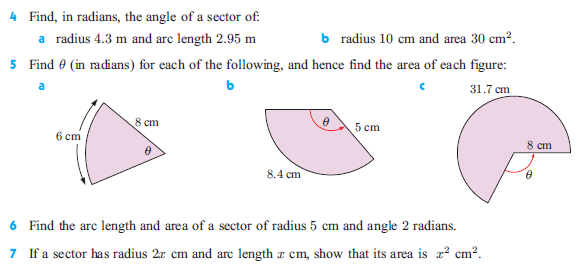 4 Find, in radians, the angle of a sector of:
a radius 4.3 m and arc length 2.95 m b radius 10 cm and area 30 cm².
5 Find θ (in radians) for each of the following, and hence find the area of each figure:
a b c
6 cm
8 cm
θ
θ
5 cm
8.4 cm
31.7 cm
8 cm
θ
6 Find the arc length and area of a sector of radius 5 cm and angle 2 radians.
7 If a sector has radius 2x cm and arc length x cm, show that its area is x² cm².